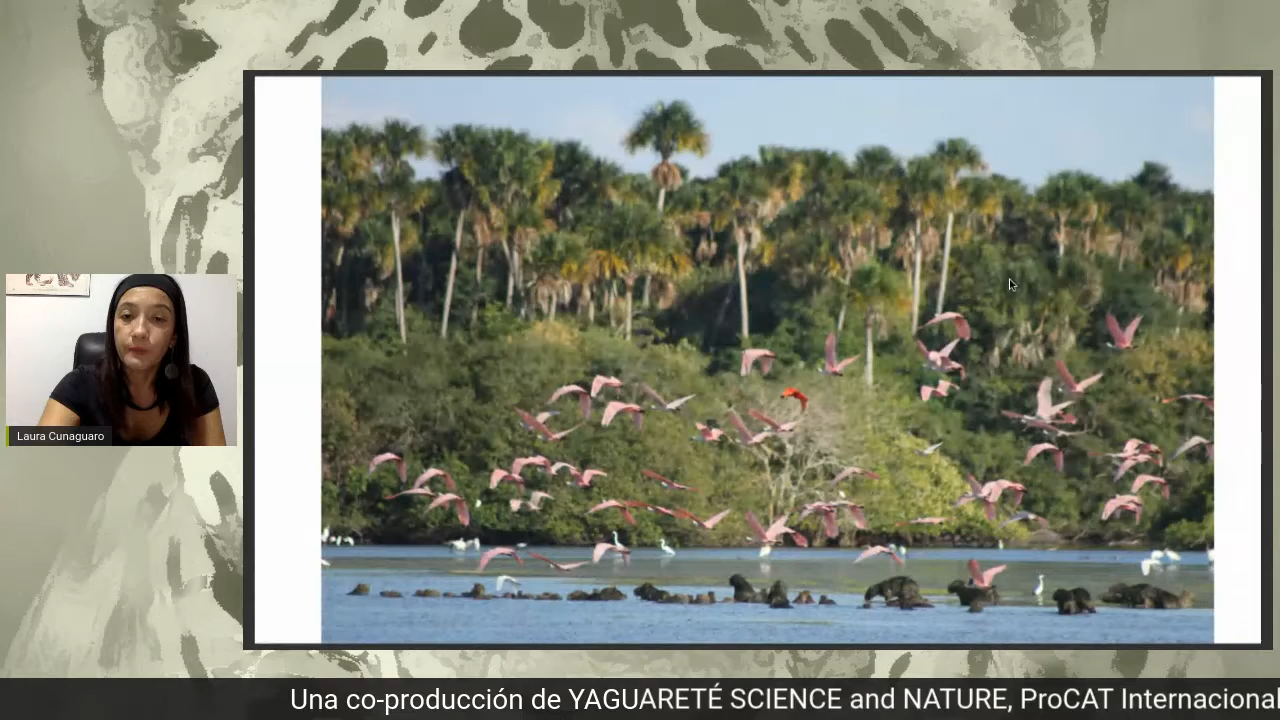 Laura Cunaguaro
Una co-producción de YAGUARETÉ SCIENCE and NATURE, ProCAT Internacional